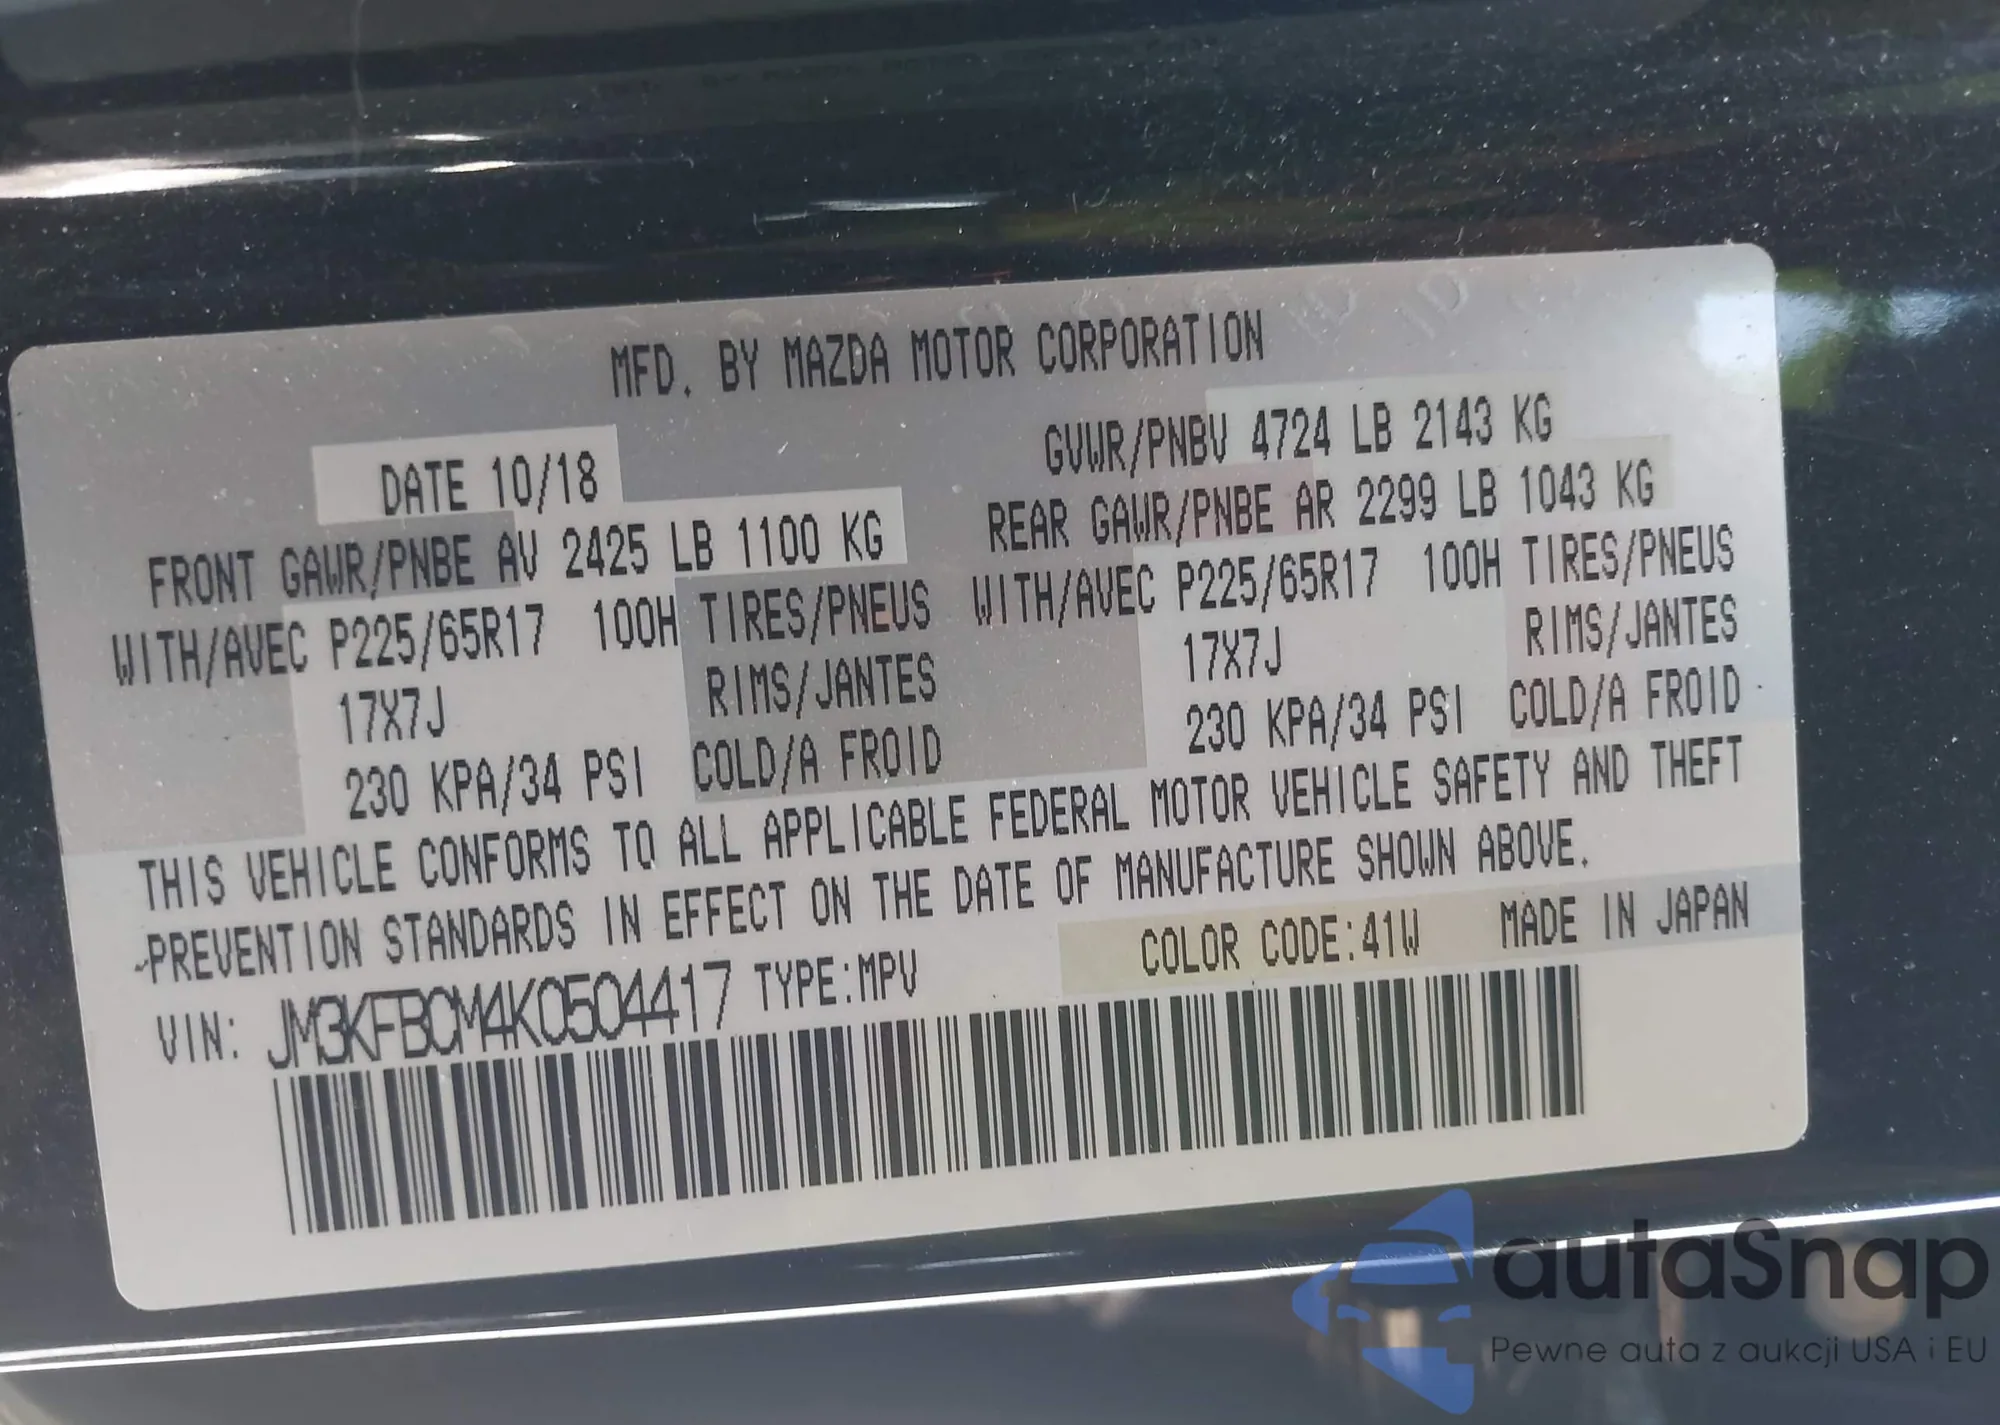 MFD. BY MAZDA MOTOR CORPORATION
DATE 10/18
GVWR/PNBV 4724 LB 2143 KG
FRONT GAWR/PNBE AV 2425 LB 1100 KG
REAR GAWR/PNBE AR 2299 LB 1043 KG
WITH/AVEC P225/65R17 100H TIRES/PNEUS
WITH/AVEC P225/65R17 100H TIRES/PNEUS
17X7J RIMS/JANTES
17X7J RIMS/JANTES
230 KPA/34 PSI COLD/A FROID
230 KPA/34 PSI COLD/A FROID
THIS VEHICLE CONFORMS TO ALL APPLICABLE FEDERAL MOTOR VEHICLE SAFETY AND THEFT
PREVENTION STANDARDS IN EFFECT ON THE DATE OF MANUFACTURE SHOWN ABOVE.
COLOR CODE:41W MADE IN JAPAN
VIN: JM3KFBCM4K0504417 TYPE:MPV
autaSnap
Pewne auta z aukcji USA i EU